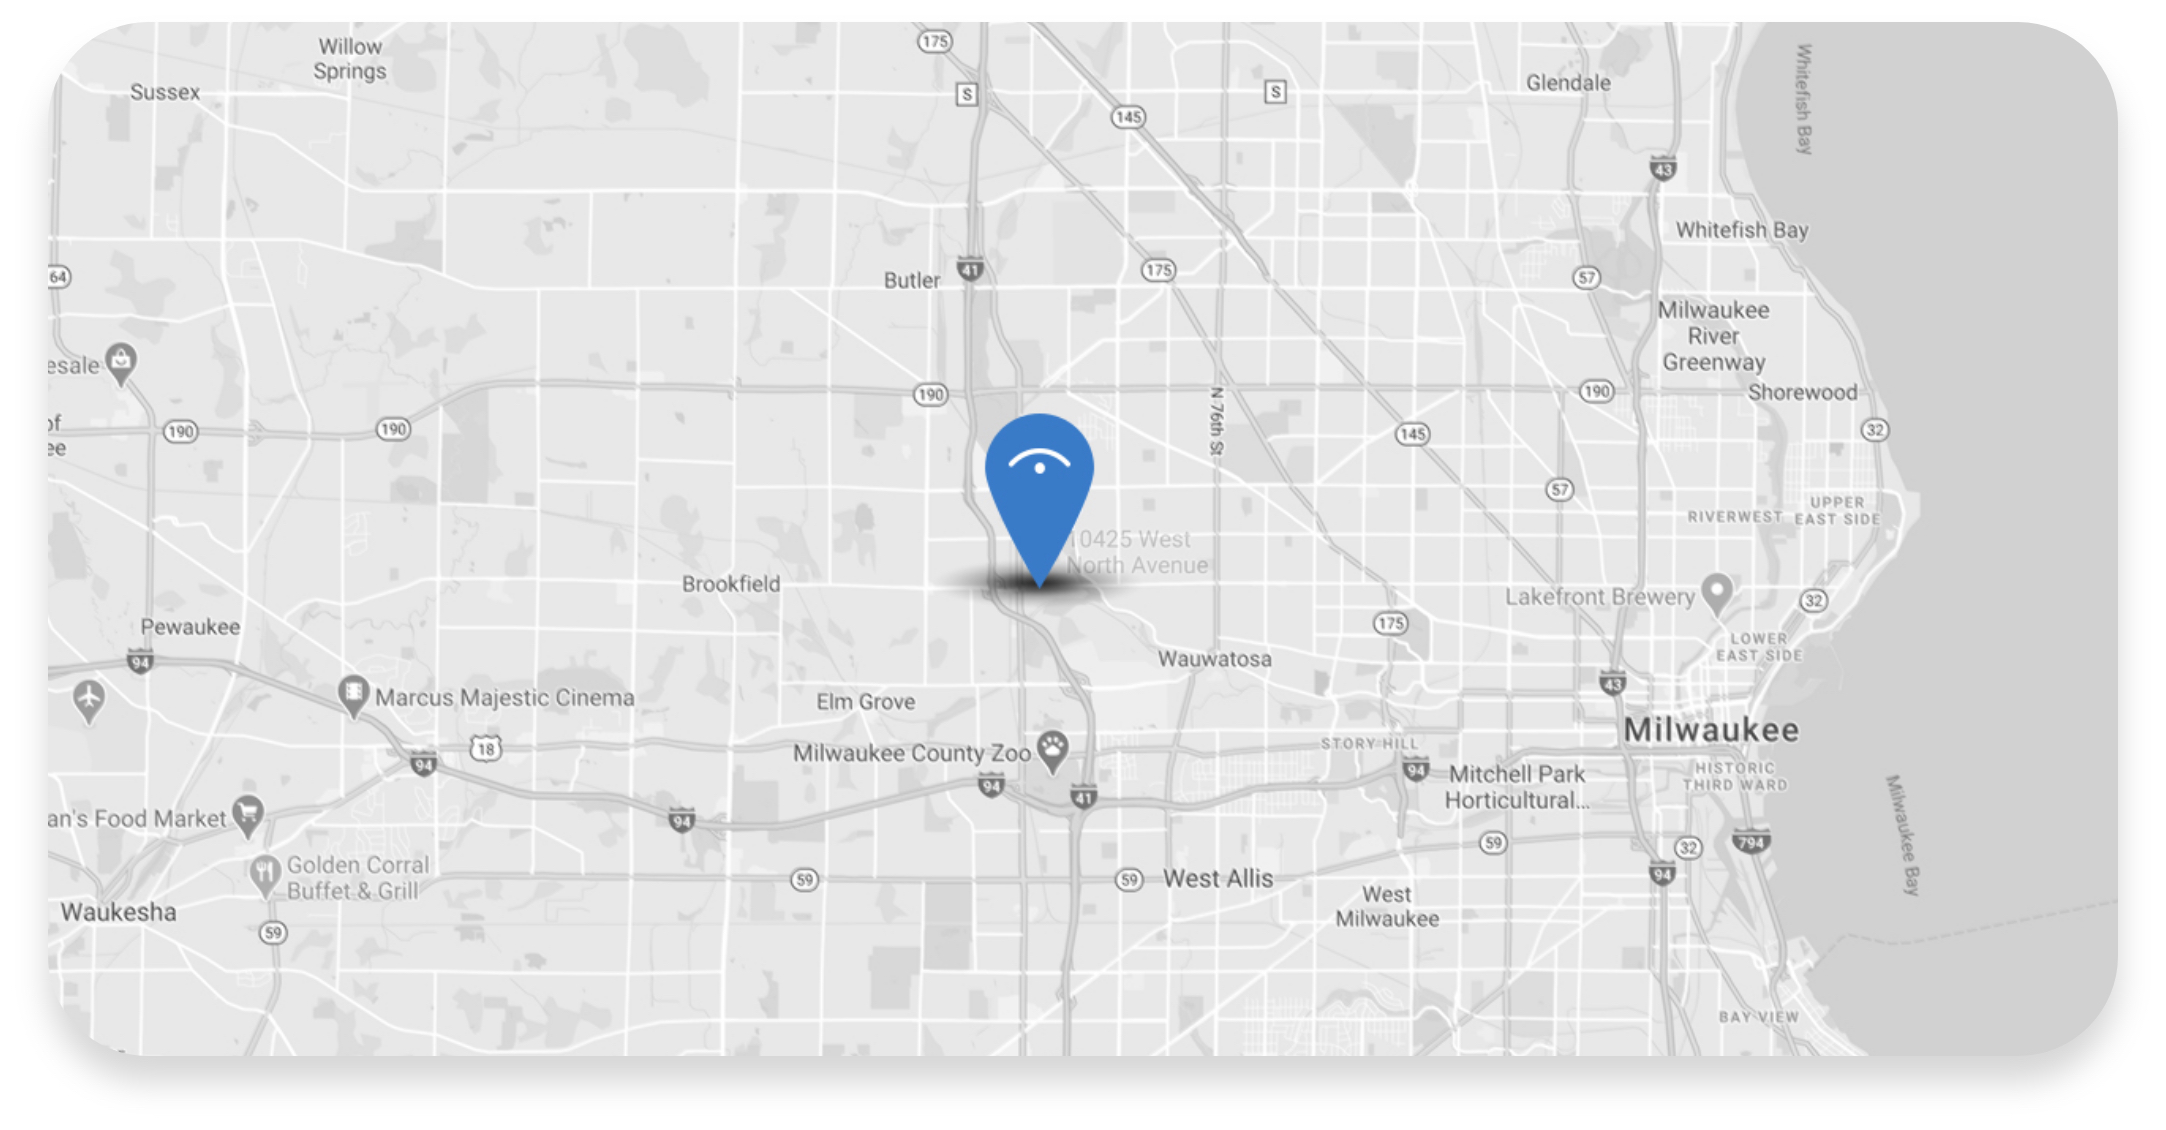 175
Willow
Springs
Sussex
S
S
Glendale
Whitefish Bay
145
43
Whitefish Bay
Butler
41
175
57
64
Milwaukee
River
Greenway
esale
190
190
Shorewood
N 76th St
of
ee
190
190
145
32
57
UPPER
EAST SIDE
RIVERWEST
10425 West
North Avenue
Brookfield
Lakefront Brewery
32
Pewaukee
175
LOWER
EAST SIDE
94
Wauwatosa
43
Marcus Majestic Cinema
Elm Grove
Milwaukee
18
Milwaukee County Zoo
STORY HILL
94
94
94
Mitchell Park
Horticultural...
HISTORIC
THIRD WARD
41
Milwaukee Bay
an's Food Market
94
59
32
794
Golden Corral
Buffet & Grill
59
59
West Allis
94
Waukesha
West
Milwaukee
59
BAY VIEW